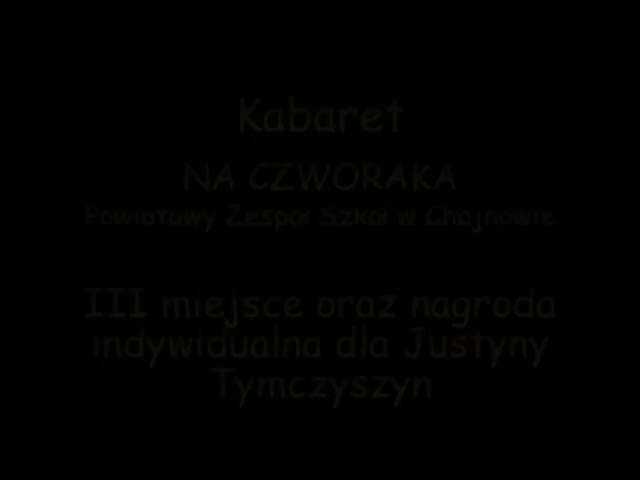 Kabaret
NA CZWORAKA
Powiatowy Zespół Szkół w Chojnowie
III miejsce oraz nagroda
indywidualna dla Justyny
Tymczyszyn